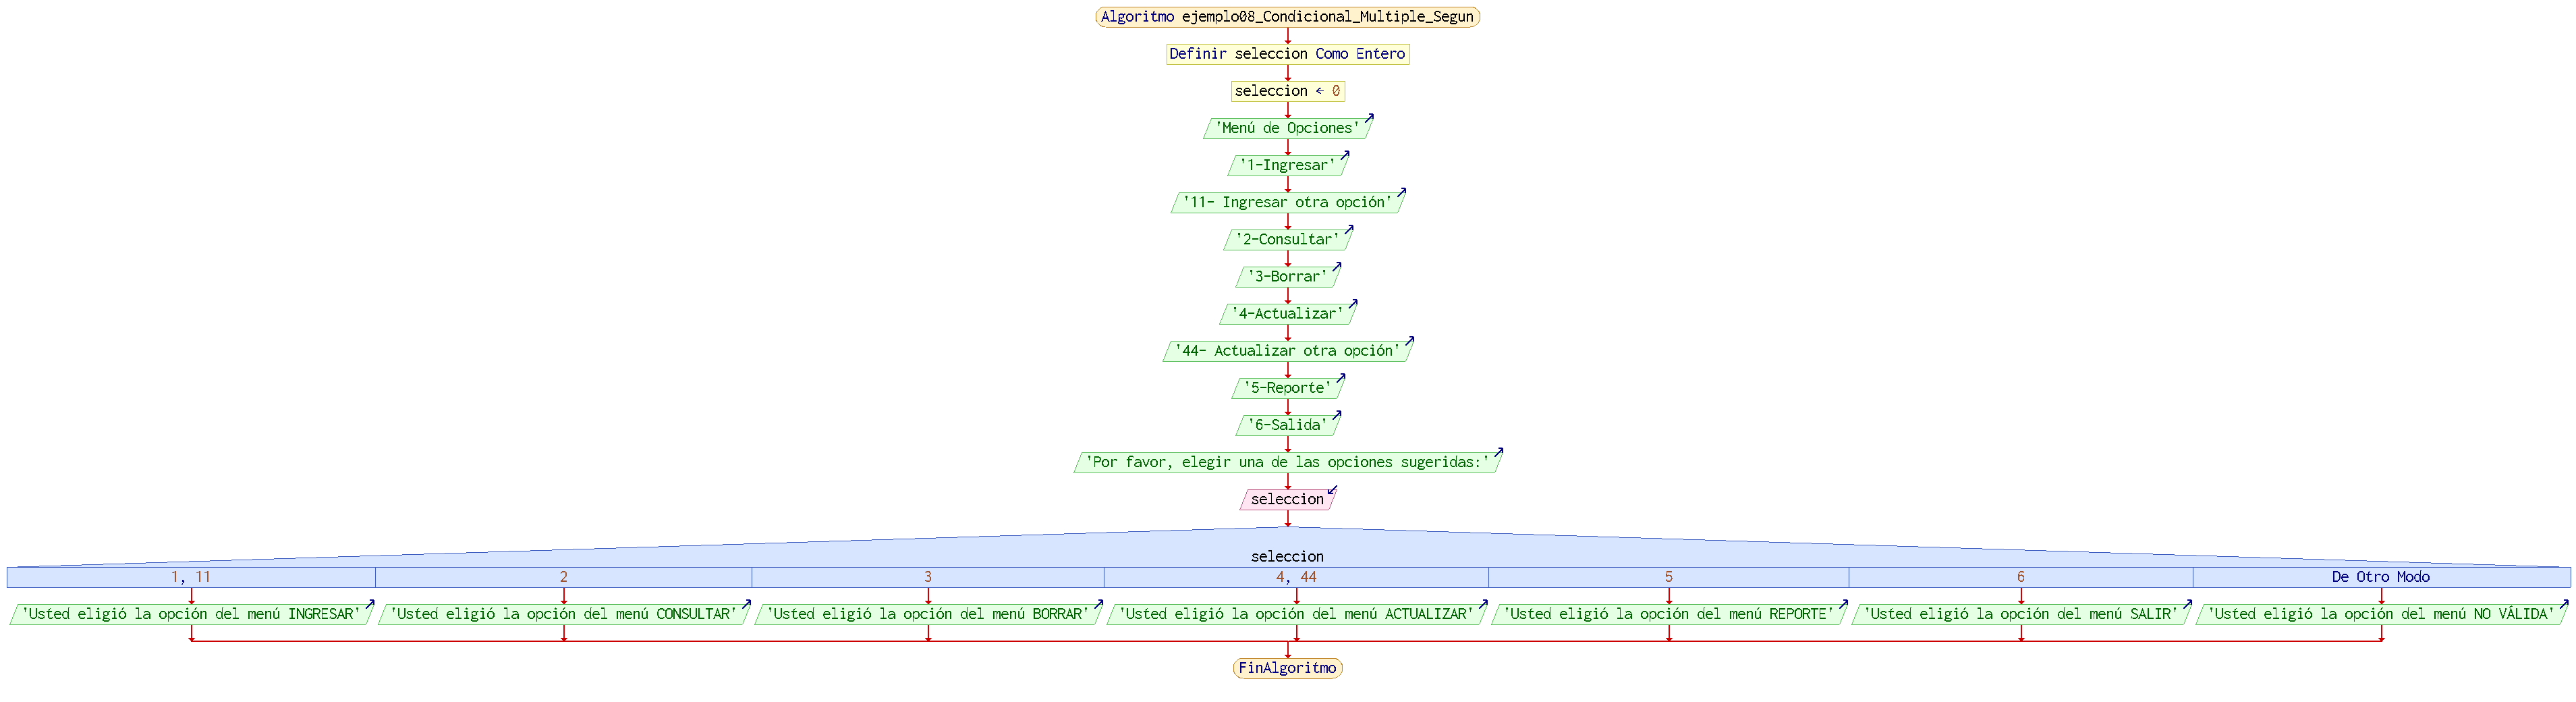 Algoritmo ejemplo08_Condicional_Multiple_Segun
Definir seleccion Como Entero
seleccion ← 0
'Menú de Opciones'
'1-Ingresar'
'11- Ingresar otra opción'
'2-Consultar'
'3-Borrar'
'4-Actualizar'
'44- Actualizar otra opción'
'5-Reporte'
'6-Salida'
'Por favor, elegir una de las opciones sugeridas:'
seleccion
seleccion
1, 11 2 3 4, 44 5 6 De Otro Modo
'Usted eligió la opción del menú INGRESAR' 'Usted eligió la opción del menú CONSULTAR' 'Usted eligió la opción del menú BORRAR' 'Usted eligió la opción del menú ACTUALIZAR' 'Usted eligió la opción del menú REPORTE' 'Usted eligió la opción del menú SALIR' 'Usted eligió la opción del menú NO VÁLIDA'
FinAlgoritmo